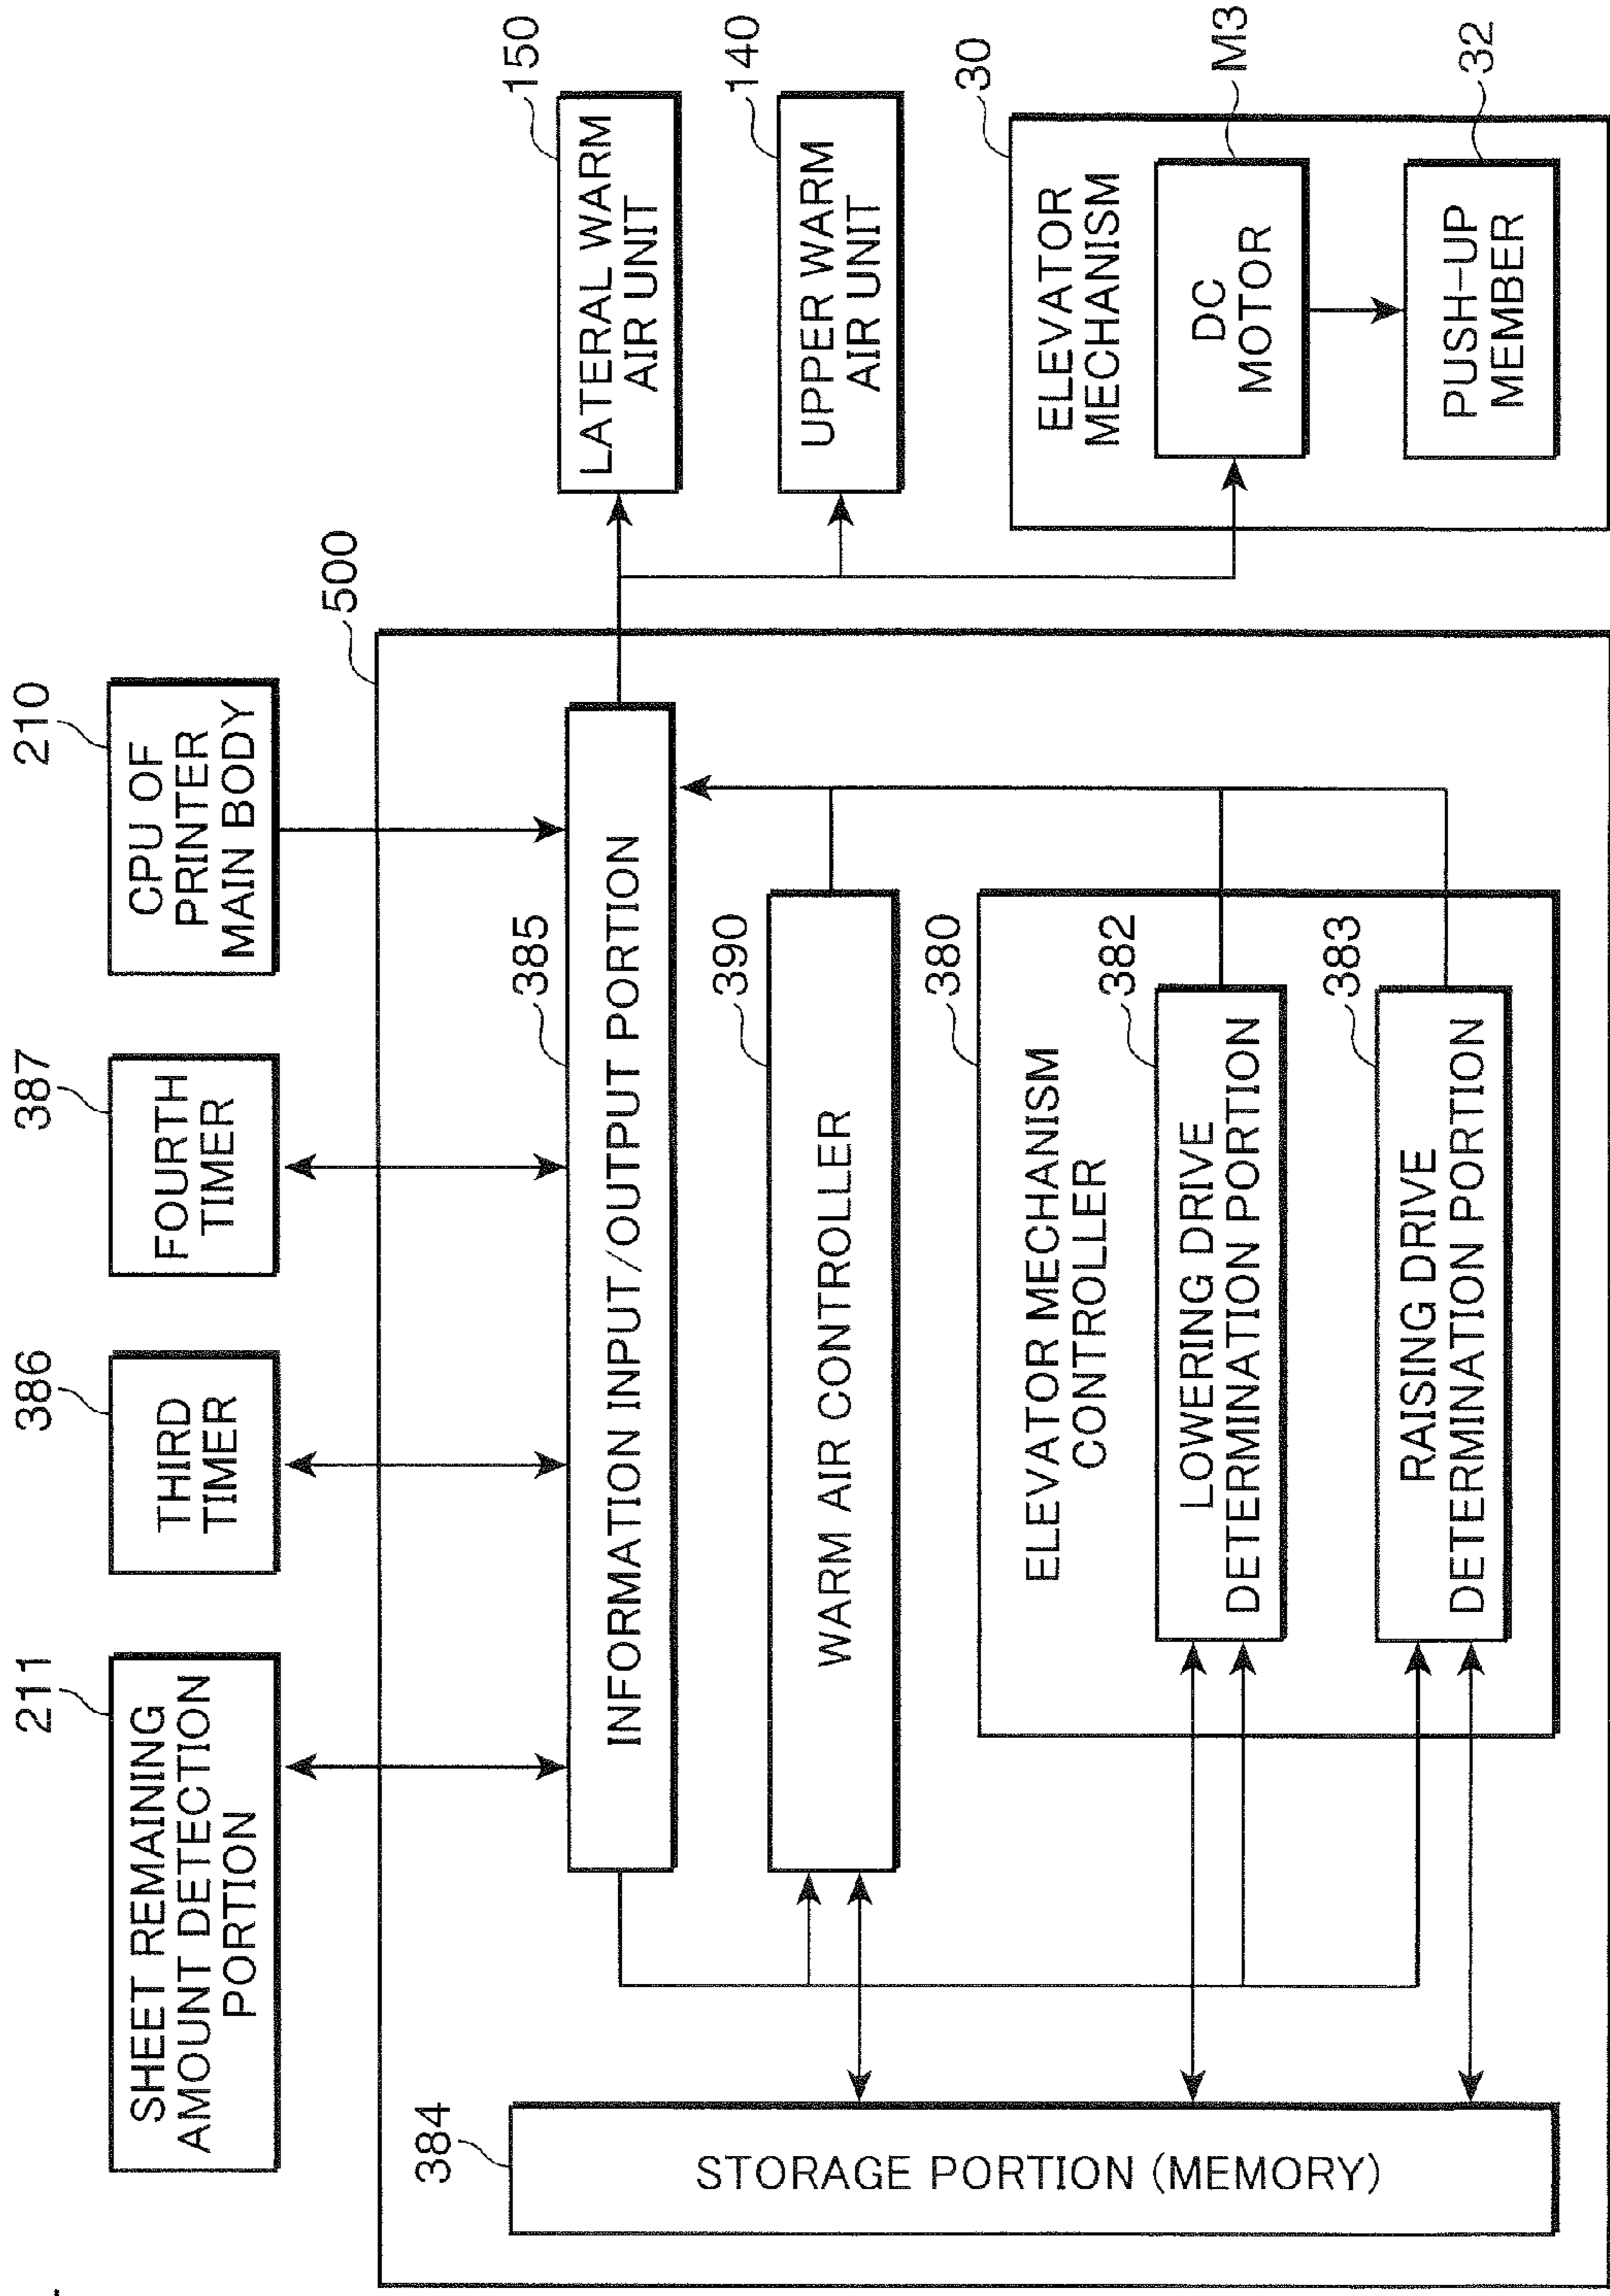 211
SHEET REMAINING
AMOUNT DETECTION
PORTION
386
THIRD
TIMER
387
FOURTH
TIMER
210
CPU OF
PRINTER
MAIN BODY
500
385
INFORMATION INPUT/OUTPUT PORTION
390
WARM AIR CONTROLLER
380
ELEVATOR MECHANISM
CONTROLLER
382
LOWERING DRIVE
DETERMINATION PORTION
383
RAISING DRIVE
DETERMINATION PORTION
384
STORAGE PORTION (MEMORY)
150
LATERAL WARM
AIR UNIT
140
UPPER WARM
AIR UNIT
30
ELEVATOR
MECHANISM
M3
DC
MOTOR
32
PUSH-UP
MEMBER